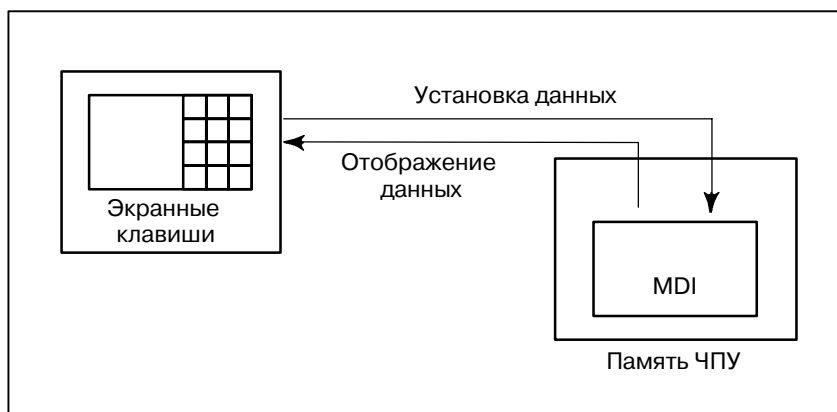 Установка данных
Отображение
данных
Экранные
клавиши
MDI
Память ЧПУ